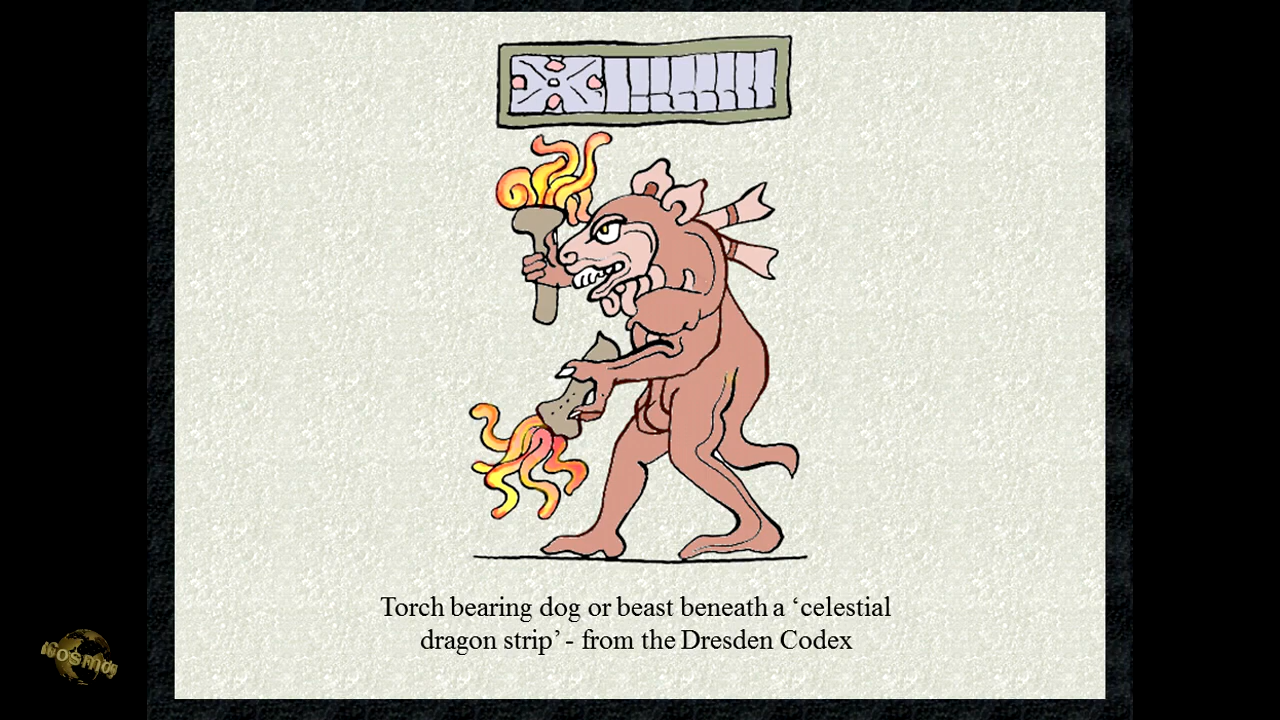 Torch bearing dog or beast beneath a ‘celestial
dragon strip’ - from the Dresden Codex